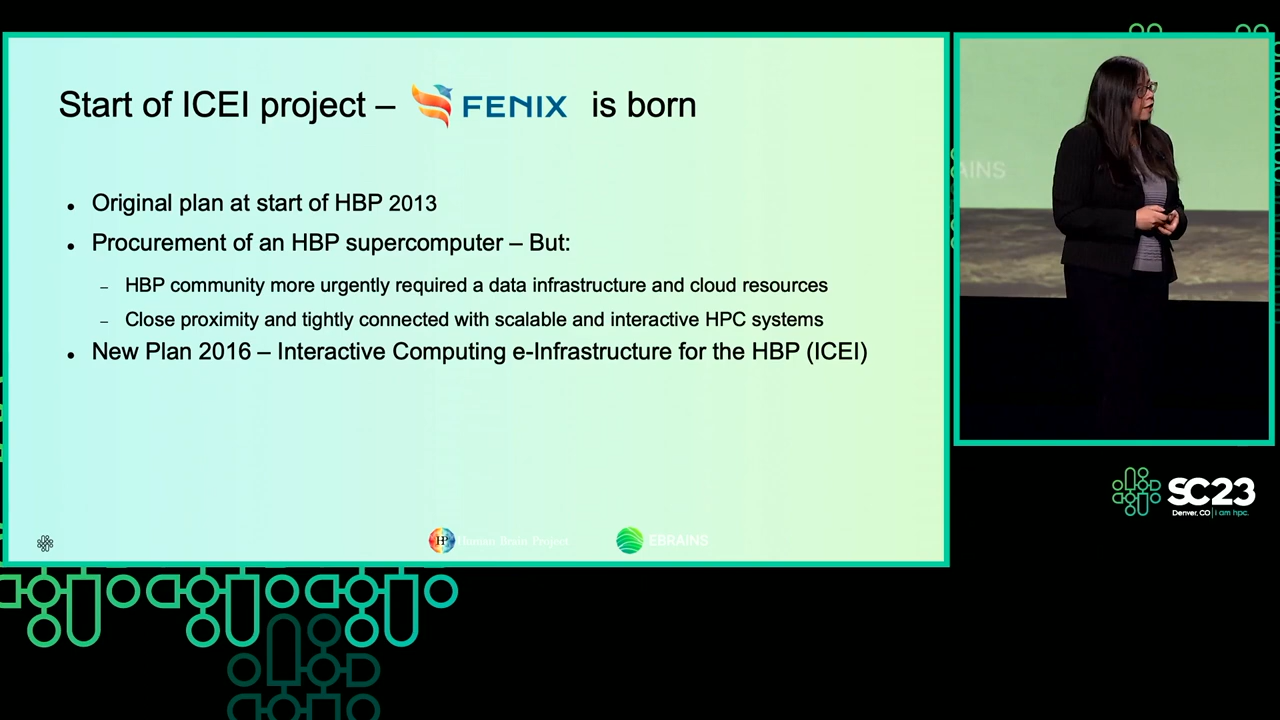 Start of ICEI project – FENIX is born
Original plan at start of HBP 2013
Procurement of an HBP supercomputer – But:
– HBP community more urgently required a data infrastructure and cloud resources
– Close proximity and tightly connected with scalable and interactive HPC systems
New Plan 2016 – Interactive Computing e-Infrastructure for the HBP (ICEI)
Human Brain Project
EBRAINS
AINS
SC23
Denver, CO | i am hpc.